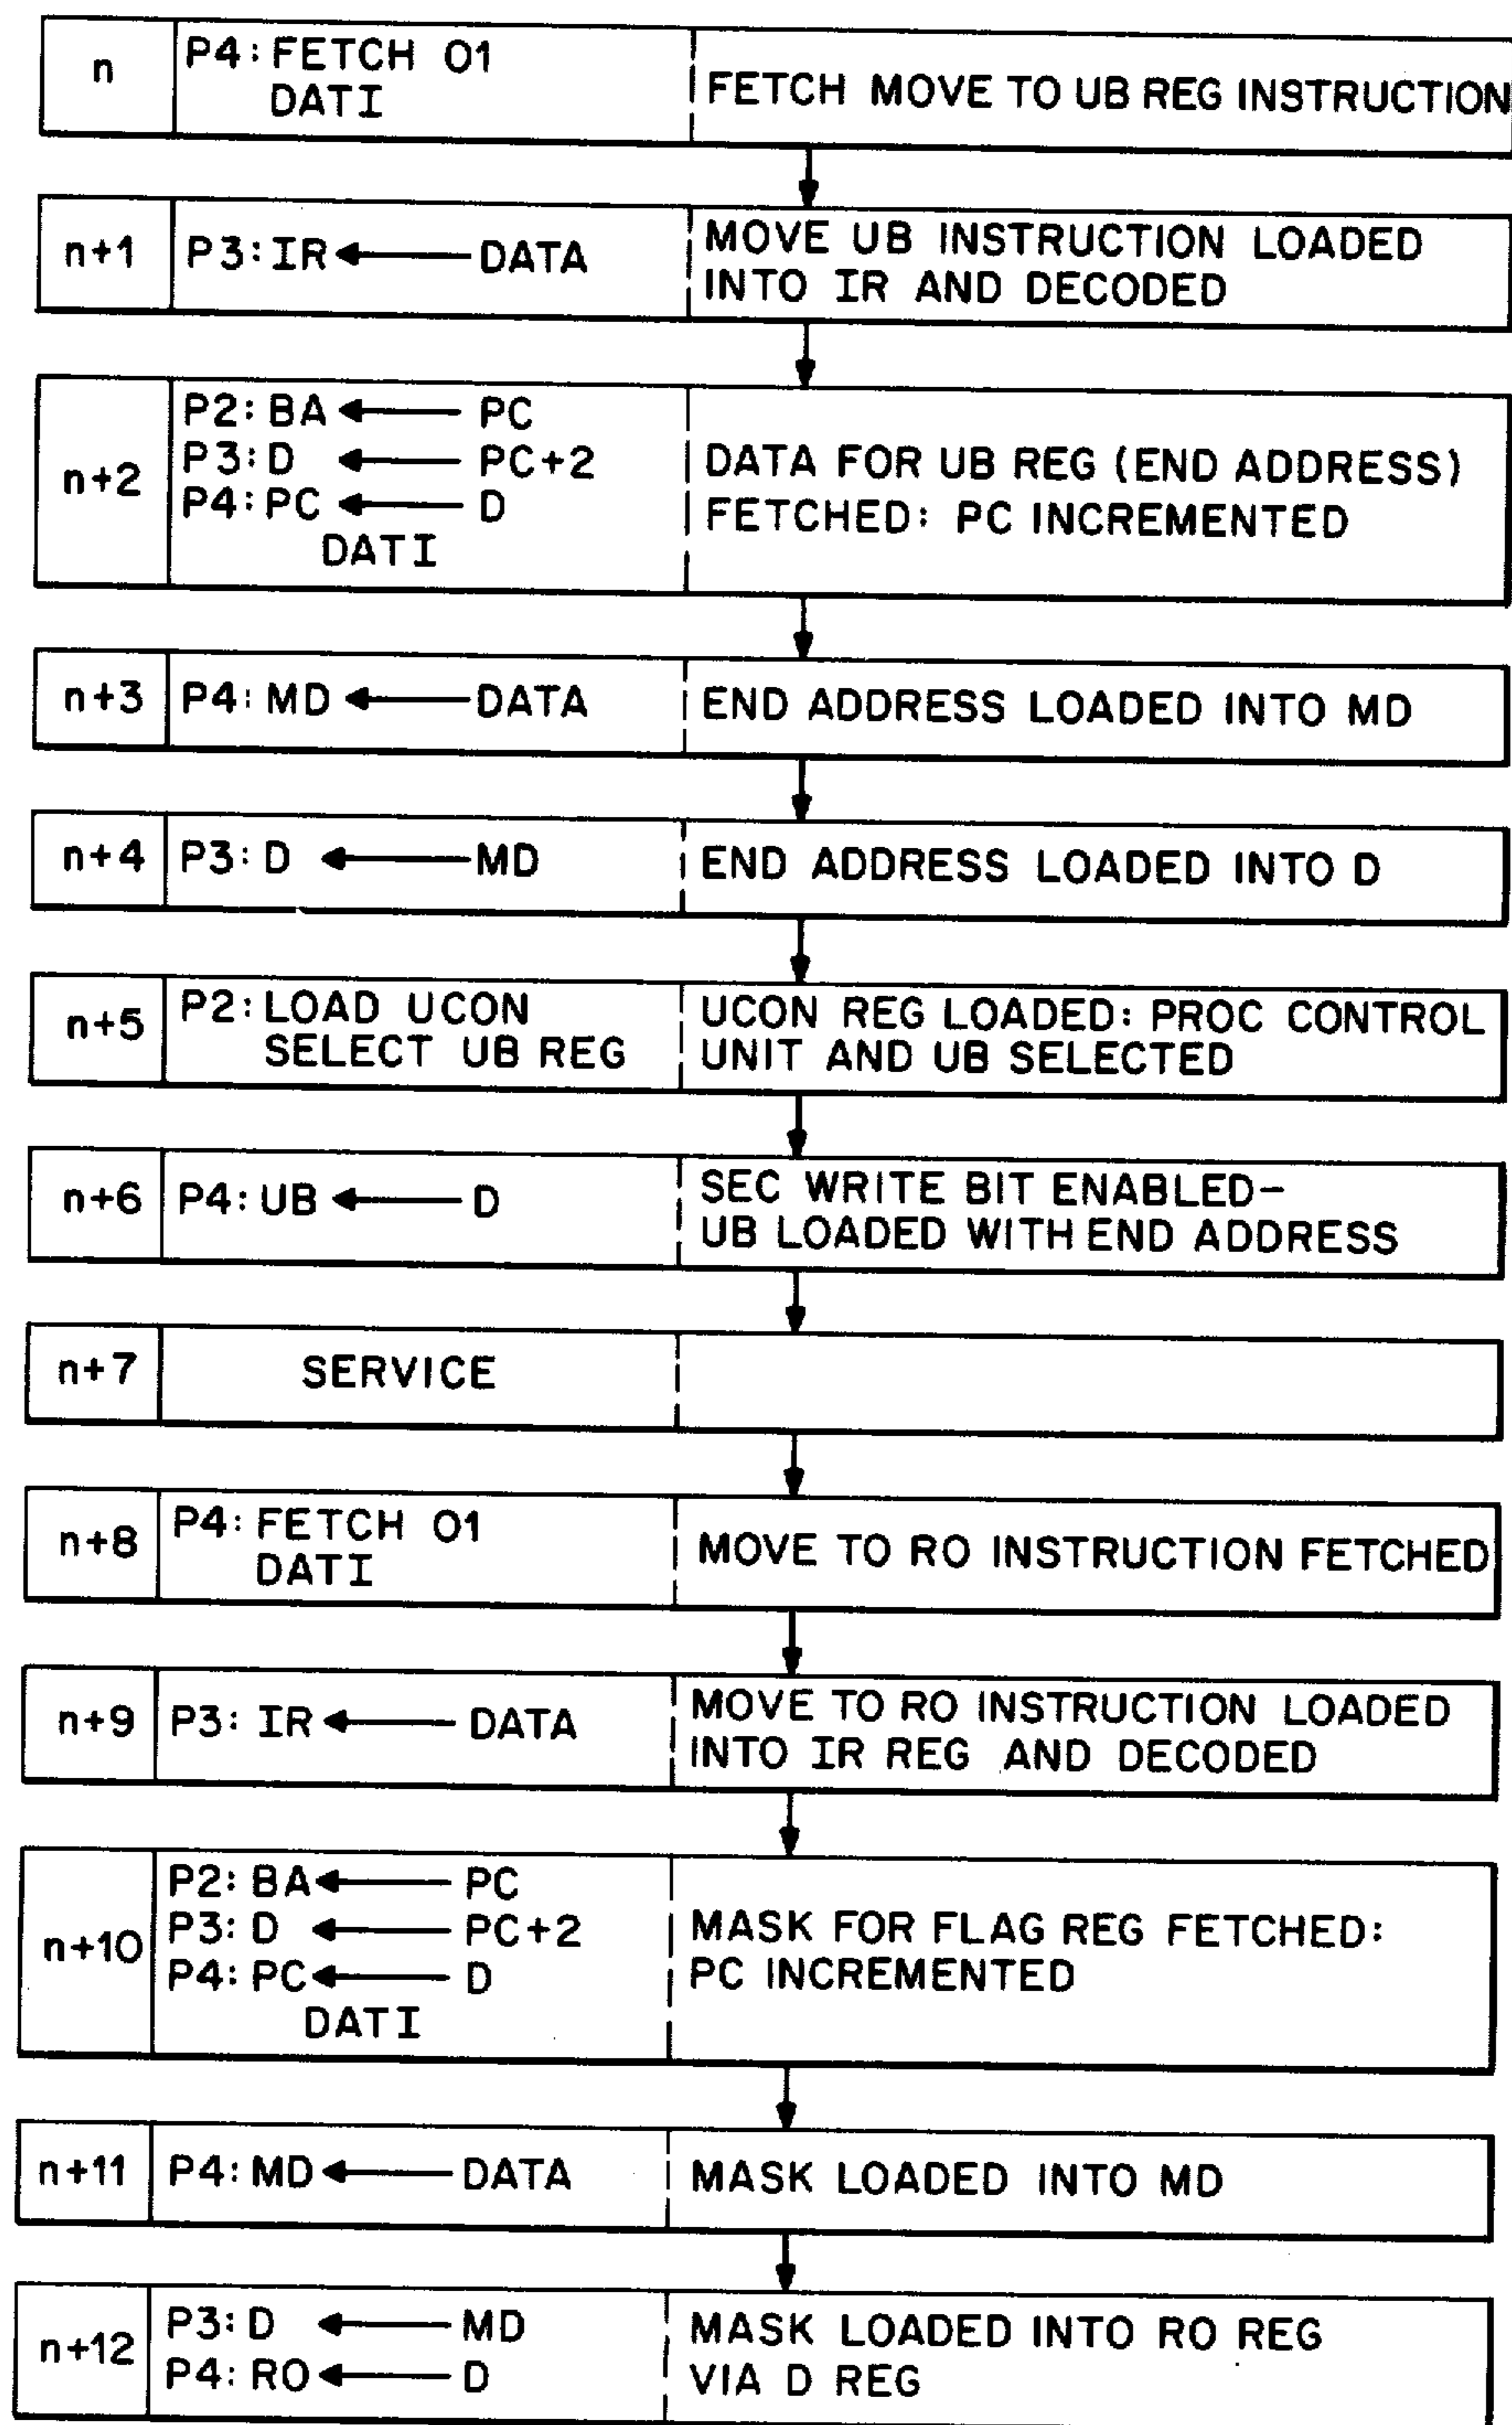 n
P4: FETCH 01
DATI
FETCH MOVE TO UB REG INSTRUCTION
n+1
P3: IR ← DATA
MOVE UB INSTRUCTION LOADED
INTO IR AND DECODED
n+2
P2: BA ← PC
P3: D ← PC+2
P4: PC ← D
DATI
DATA FOR UB REG (END ADDRESS)
FETCHED: PC INCREMENTED
n+3
P4: MD ← DATA
END ADDRESS LOADED INTO MD
n+4
P3: D ← MD
END ADDRESS LOADED INTO D
n+5
P2: LOAD UCON
SELECT UB REG
UCON REG LOADED: PROC CONTROL
UNIT AND UB SELECTED
n+6
P4: UB ← D
SEC WRITE BIT ENABLED-
UB LOADED WITH END ADDRESS
n+7
SERVICE
n+8
P4: FETCH 01
DATI
MOVE TO RO INSTRUCTION FETCHED
n+9
P3: IR ← DATA
MOVE TO RO INSTRUCTION LOADED
INTO IR REG AND DECODED
n+10
P2: BA ← PC
P3: D ← PC+2
P4: PC ← D
DATI
MASK FOR FLAG REG FETCHED:
PC INCREMENTED
n+11
P4: MD ← DATA
MASK LOADED INTO MD
n+12
P3: D ← MD
P4: RO ← D
MASK LOADED INTO RO REG
VIA D REG